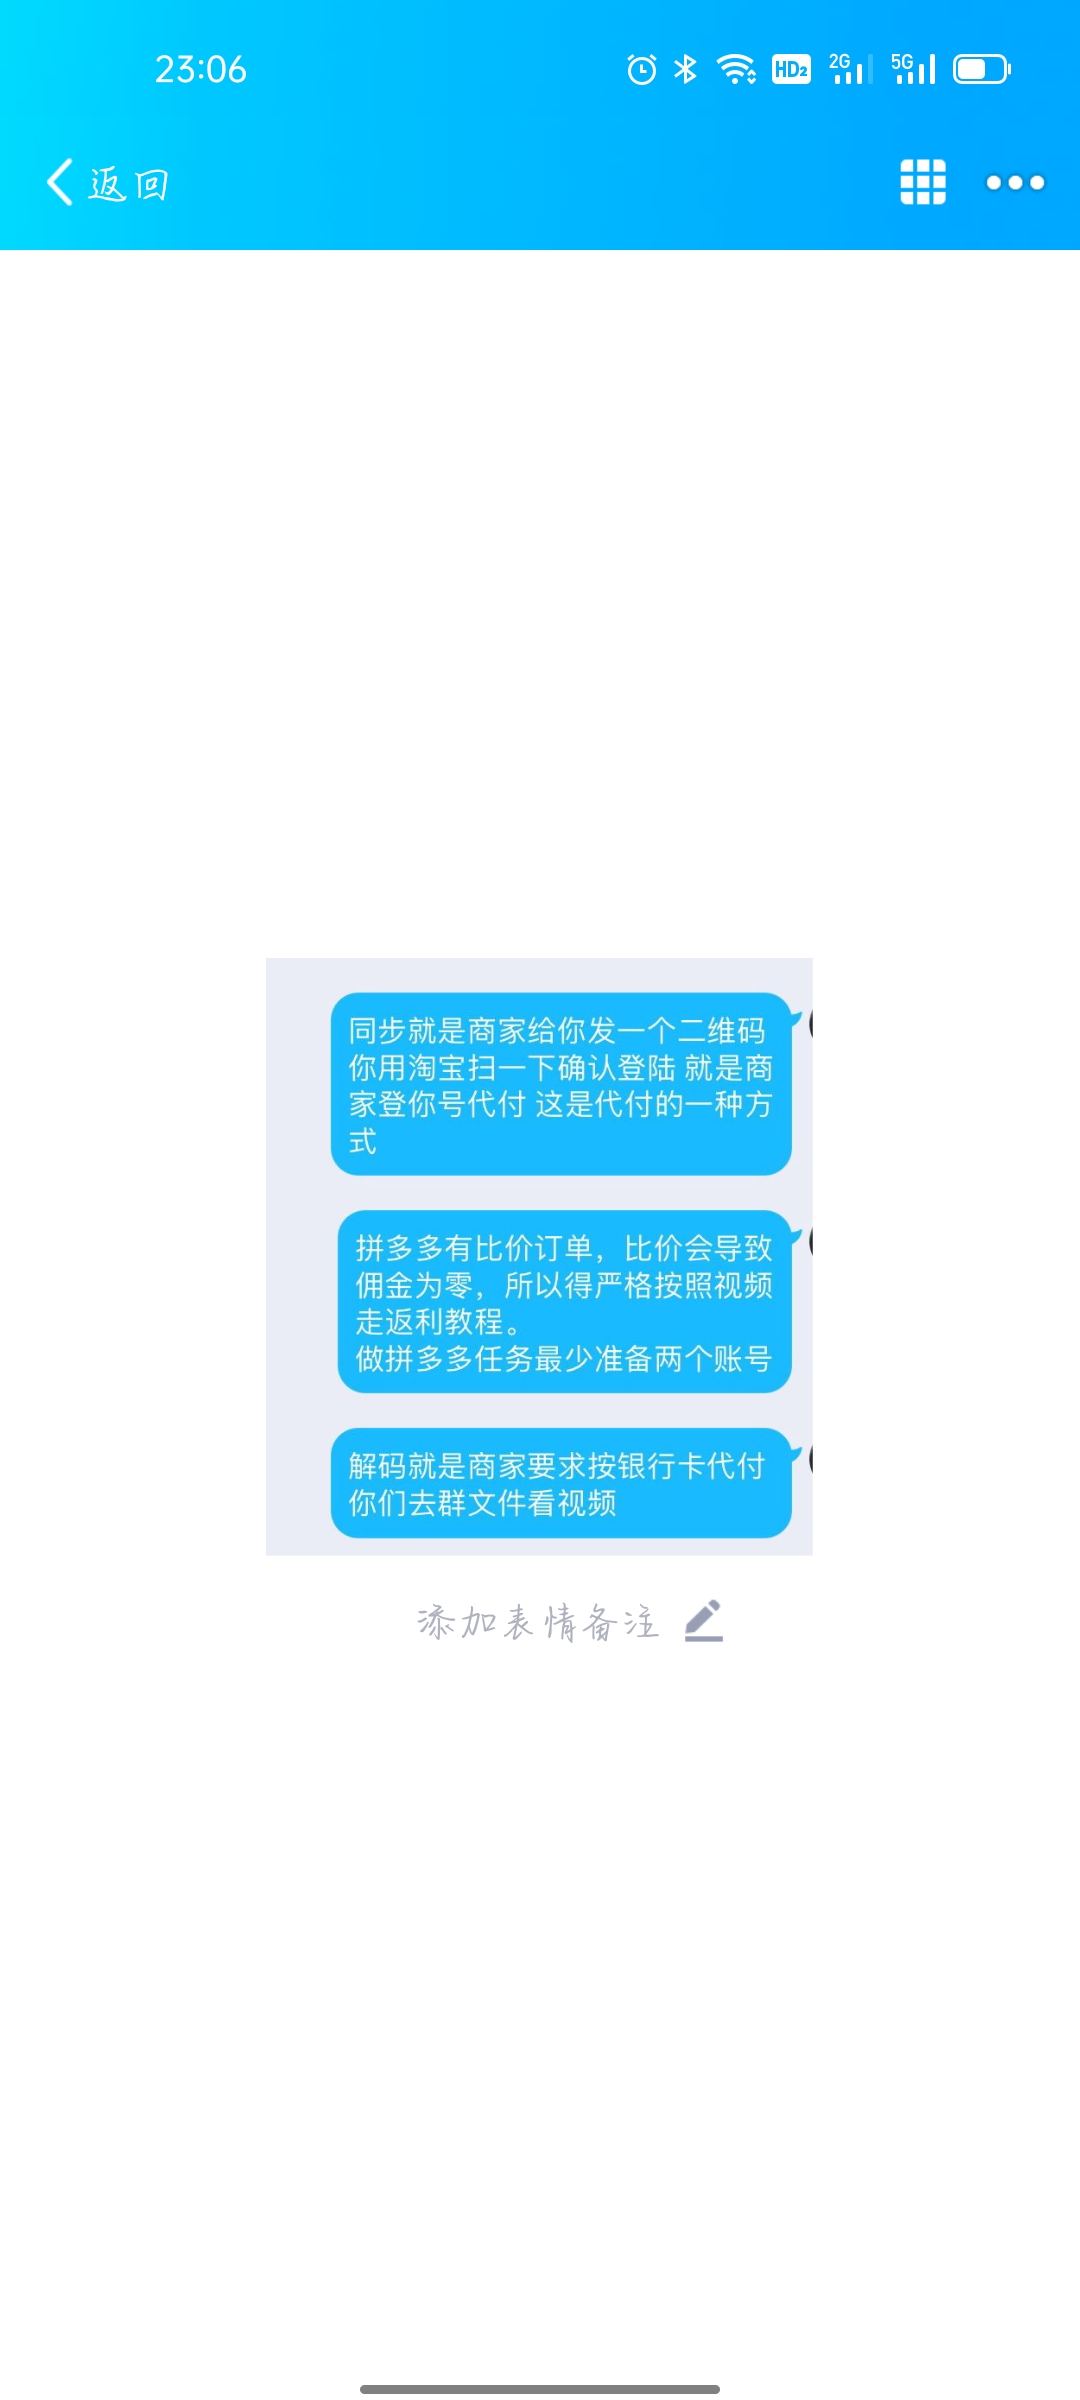 23:06
HD2
2G
5G
返回
同步就是商家给你发一个二维码
你用淘宝扫一下确认登陆 就是商
家登你号代付 这是代付的一种方
式
拼多多有比价订单，比价会导致
佣金为零，所以得严格按照视频
走返利教程。
做拼多多任务最少准备两个账号
解码就是商家要求按银行卡代付
你们去群文件看视频
添加表情备注